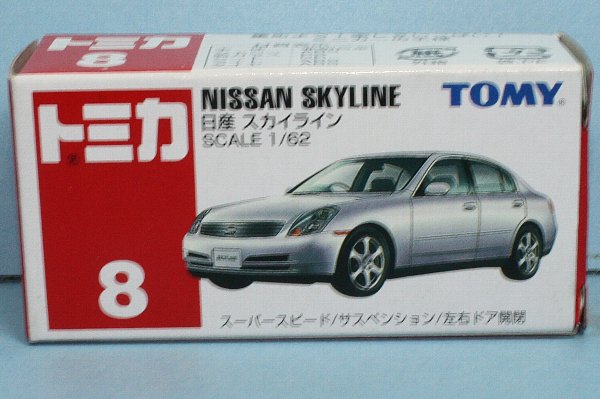 トミカ
8
トミカ
8
NISSAN SKYLINE
日産 スカイライン
SCALE 1/62
TOMY
スーパースピード/サスペンション/左右ドア開閉